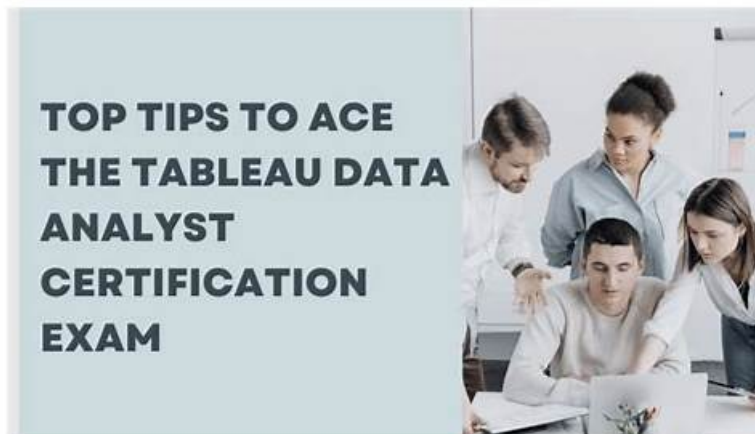 TOP TIPS TO ACE
THE TABLEAU DATA
ANALYST
CERTIFICATION
EXAM